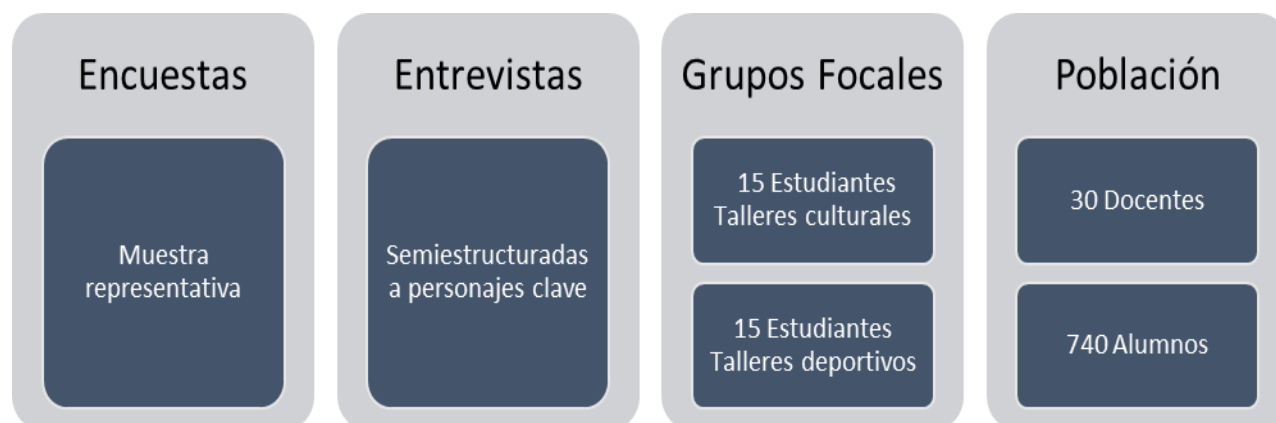 Encuestas
Muestra
representativa
Entrevistas
Semiestructuradas
a personajes clave
Grupos Focales
15 Estudiantes
Talleres culturales
15 Estudiantes
Talleres deportivos
Población
30 Docentes
740 Alumnos